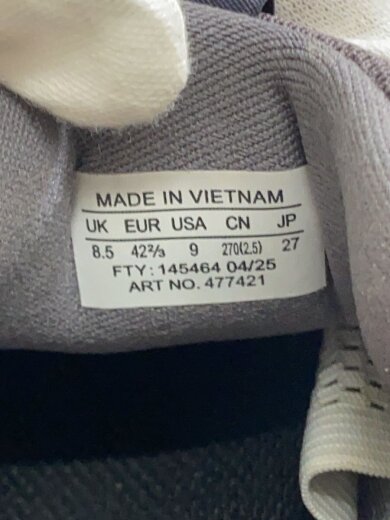 MADE IN VIETNAM
UK EUR USA CN JP
8.5 42⅔ 9 270(2.5) 27
FTY: 145464 04/25
ART NO. 477421